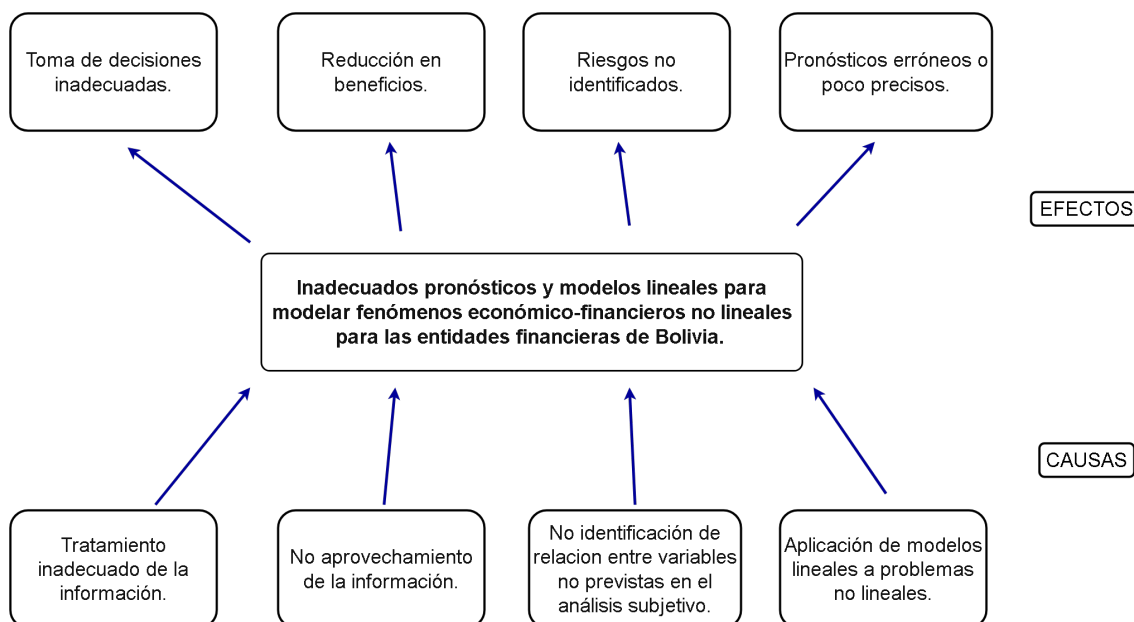 Toma de decisiones
inadecuadas.
Reducción en
beneficios.
Riesgos no
identificados.
Pronósticos erróneos o
poco precisos.
EFECTOS
Inadecuados pronósticos y modelos lineales para
modelar fenómenos económico-financieros no lineales
para las entidades financieras de Bolivia.
CAUSAS
Tratamiento
inadecuado de la
información.
No aprovechamiento
de la información.
No identificación de
relacion entre variables
no previstas en el
análisis subjetivo.
Aplicación de modelos
lineales a problemas
no lineales.